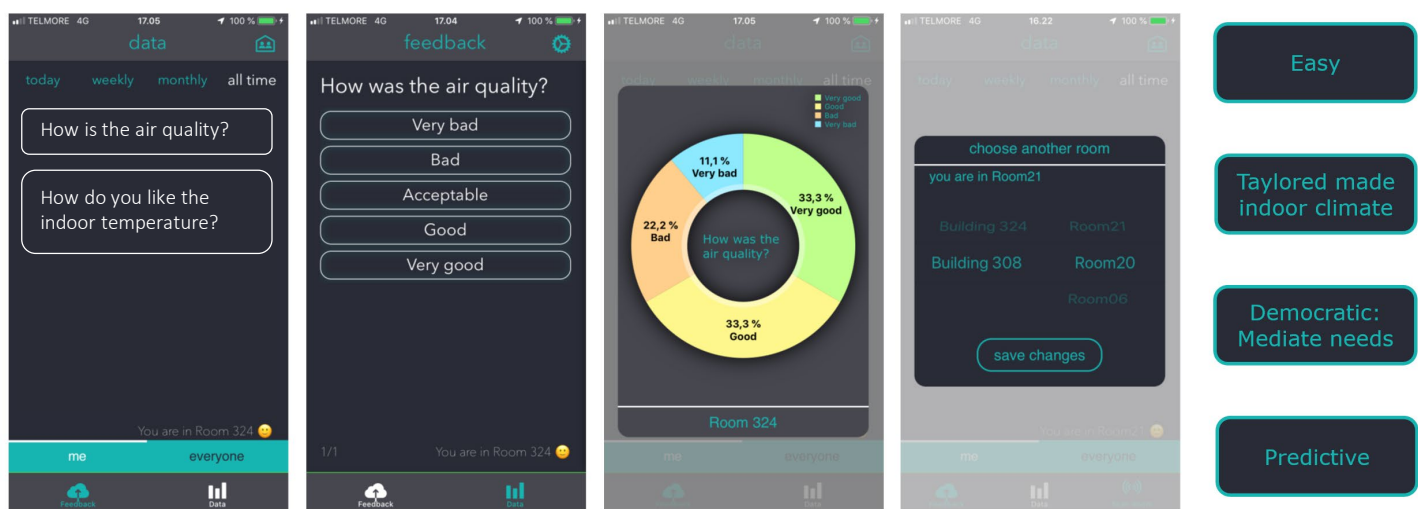 TELMORE 4G 17.05 100 %
data
today weekly monthly all time
How is the air quality?
How do you like the
indoor temperature?
You are in Room 324
me everyone
Feedback Data
TELMORE 4G 17.04 100 %
feedback
How was the air quality?
Very bad
Bad
Acceptable
Good
Very good
1/1 You are in Room 324
Feedback Data
TELMORE 4G 17.05 100 %
data
today weekly monthly all time
Very good
Good
Bad
Very bad
11,1 %
Very bad
33,3 %
Very good
22,2 %
Bad
How was the
air quality?
33,3 %
Good
Room 324
me everyone
Feedback Data
TELMORE 4G 16.22 100 %
data
today weekly monthly all time
choose another room
you are in Room21
Building 324 Room21
Building 308 Room20
Room06
save changes
You are in Room21
me everyone
Feedback Data
Easy
Taylored made
indoor climate
Democratic:
Mediate needs
Predictive